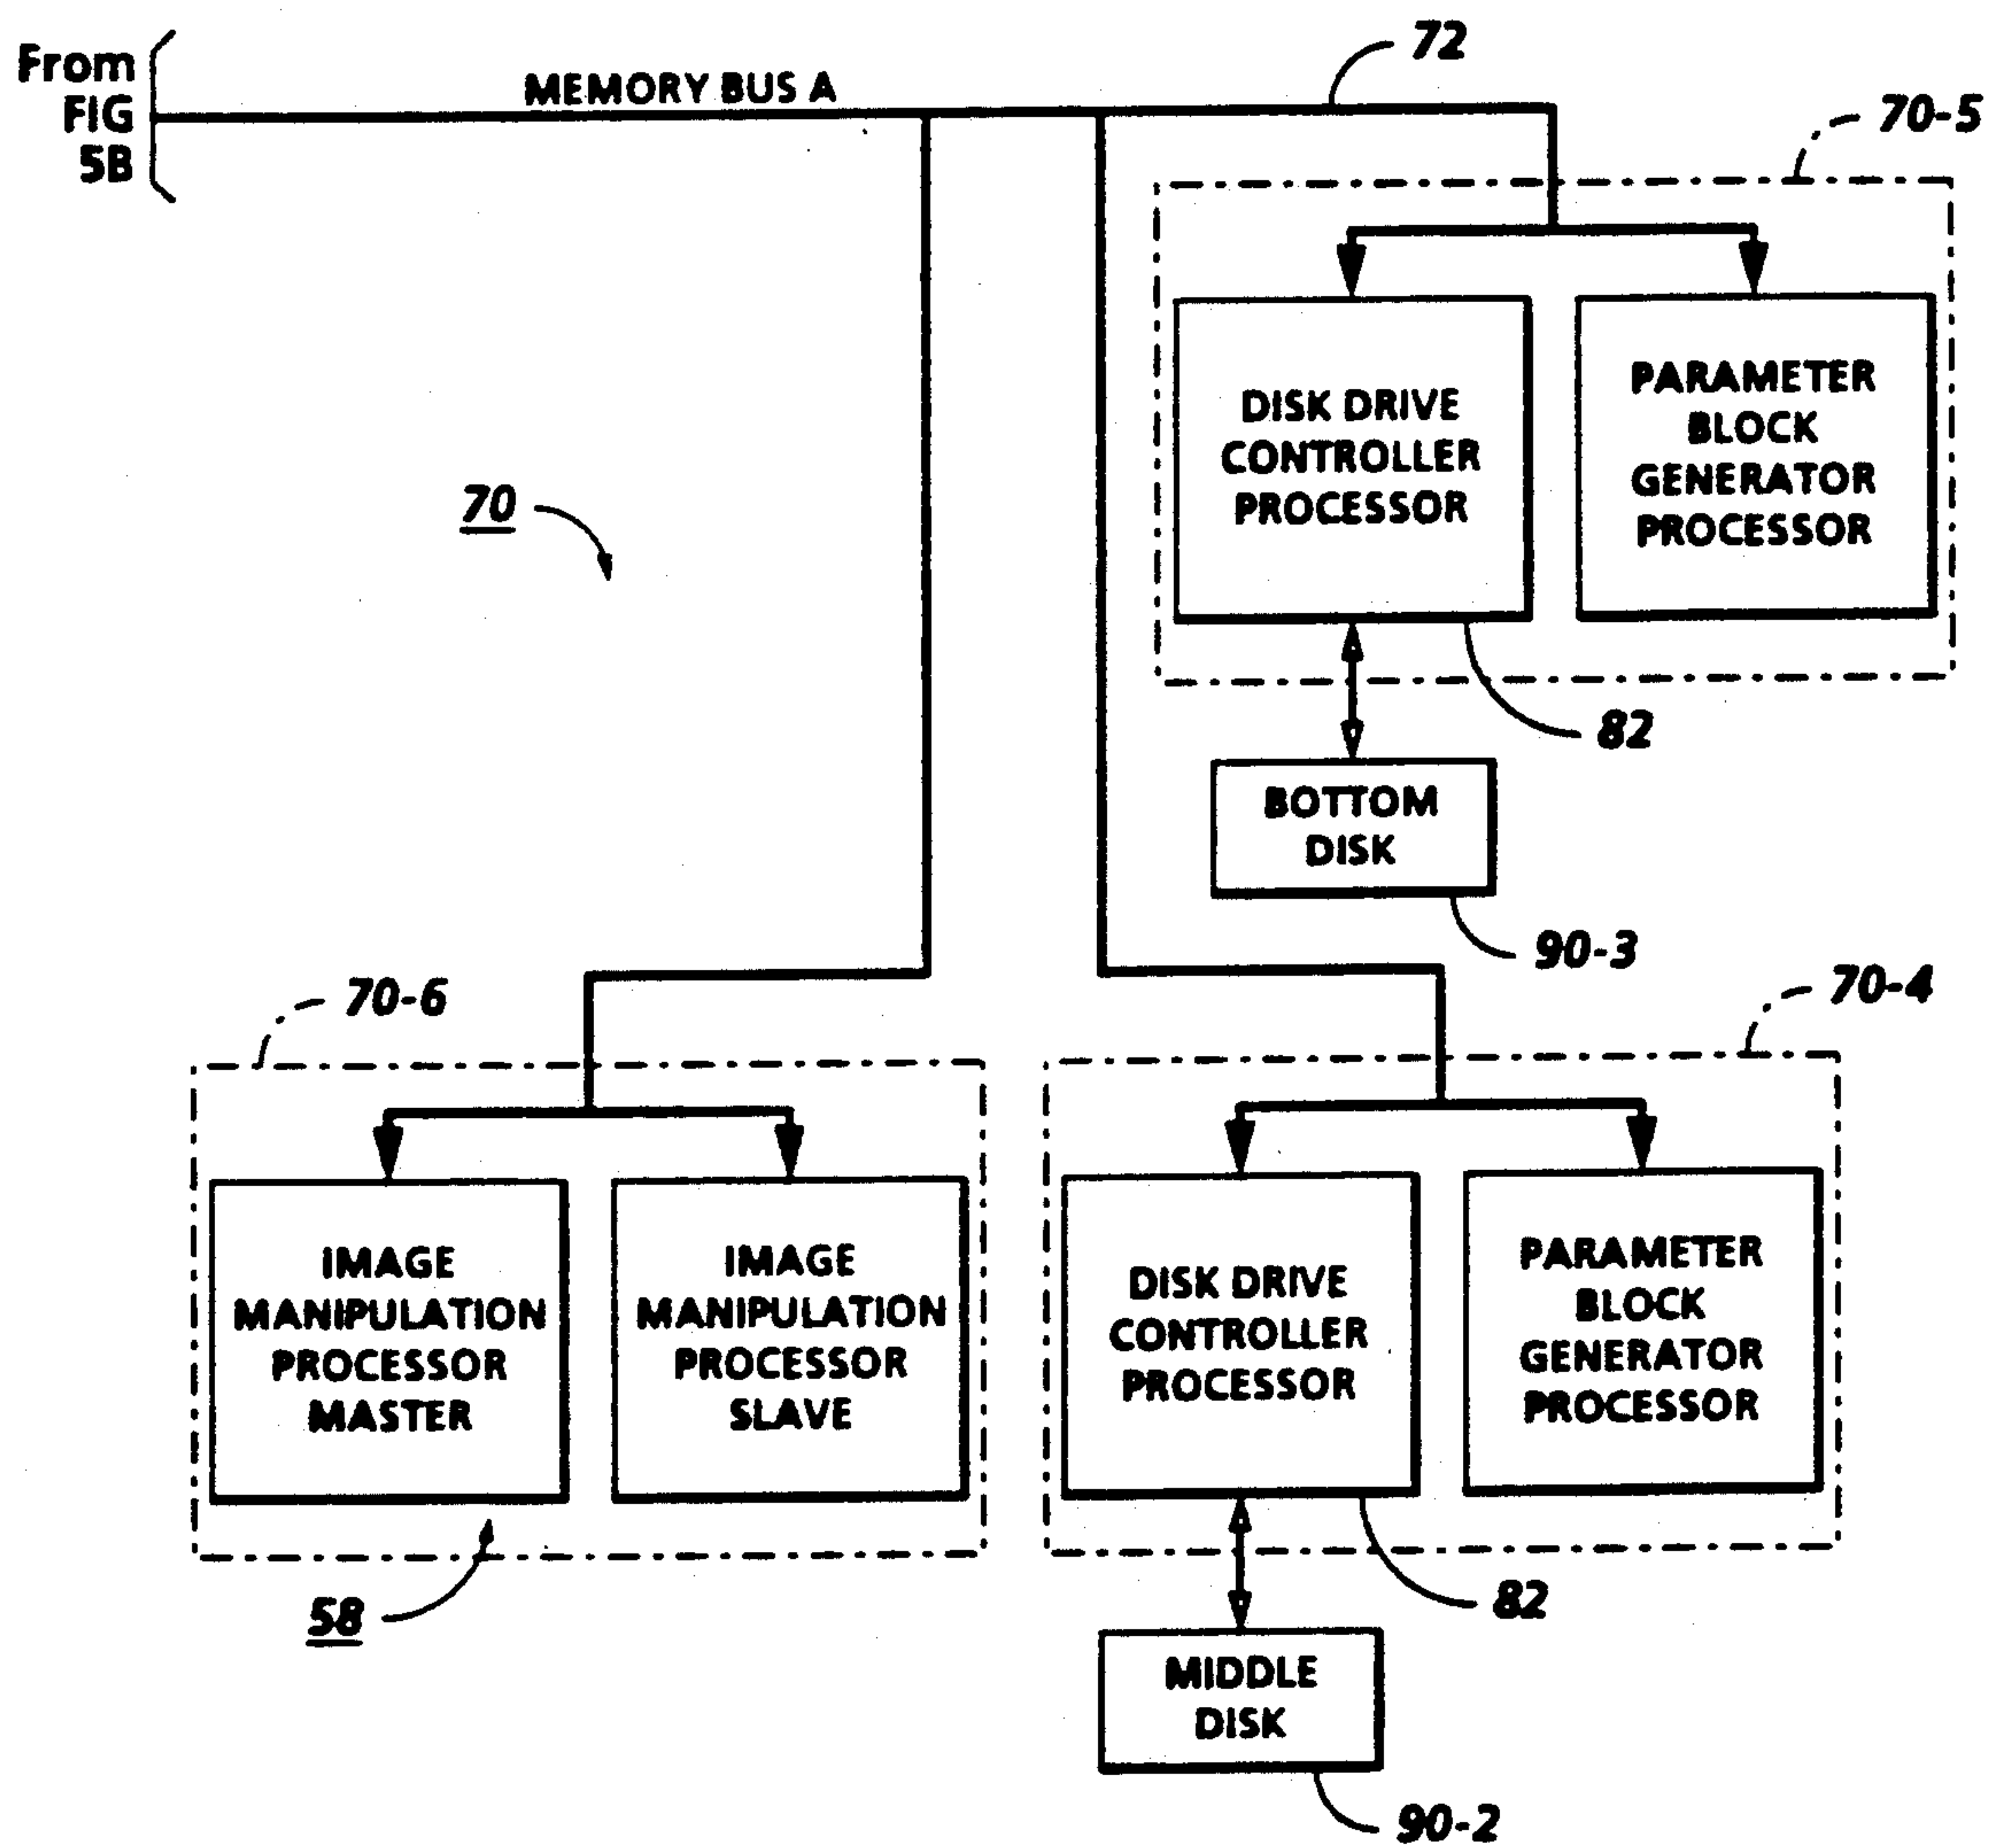 From
FIG
5B
MEMORY BUS A
72
70-5
DISK DRIVE
CONTROLLER
PROCESSOR
PARAMETER
BLOCK
GENERATOR
PROCESSOR
70
82
BOTTOM
DISK
90-3
70-6
70-4
IMAGE
MANIPULATION
PROCESSOR
MASTER
IMAGE
MANIPULATION
PROCESSOR
SLAVE
DISK DRIVE
CONTROLLER
PROCESSOR
PARAMETER
BLOCK
GENERATOR
PROCESSOR
58
82
MIDDLE
DISK
90-2